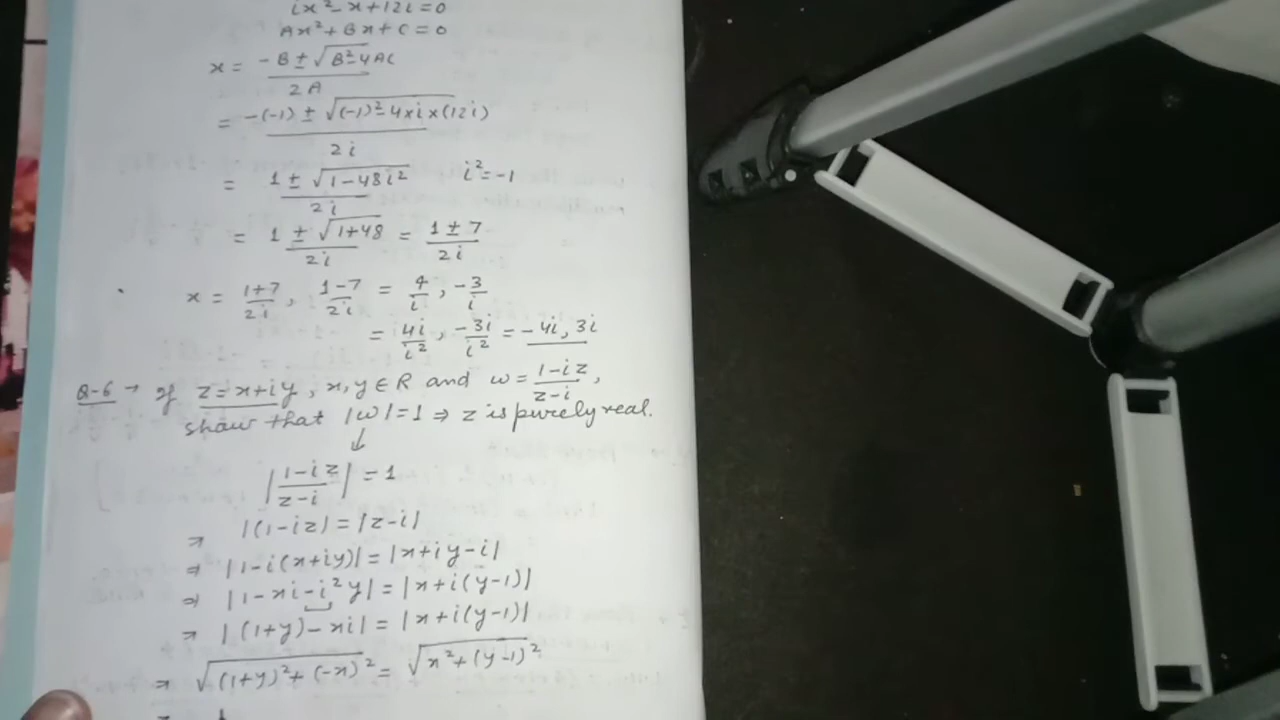 ix² - x + 12i = 0
Ax² + Bx + C = 0
x = (-B ± √(B²-4AC)) / 2A
= (-(-1) ± √((-1)² - 4×i×(12i))) / 2i
= (1 ± √(1-48i²)) / 2i   i² = -1
= (1 ± √(1+48)) / 2i = (1 ± 7) / 2i
x = (1+7)/2i , (1-7)/2i = 4/i , -3/i
= 4i/i² , -3i/i² = -4i, 3i
Q-6 → If z = x+iy , x,y ∈ R and w = (1-iz)/(z-i) ,
show that |w| = 1 ⇒ z is purely real.
↓
|(1-iz)/(z-i)| = 1
⇒ |(1-iz)| = |z-i|
⇒ |1-i(x+iy)| = |x+iy-i|
⇒ |1-xi-i²y| = |x+i(y-1)|
⇒ |(1+y)-xi| = |x+i(y-1)|
⇒ √((1+y)²+(-x)²) = √(x²+(y-1)²)